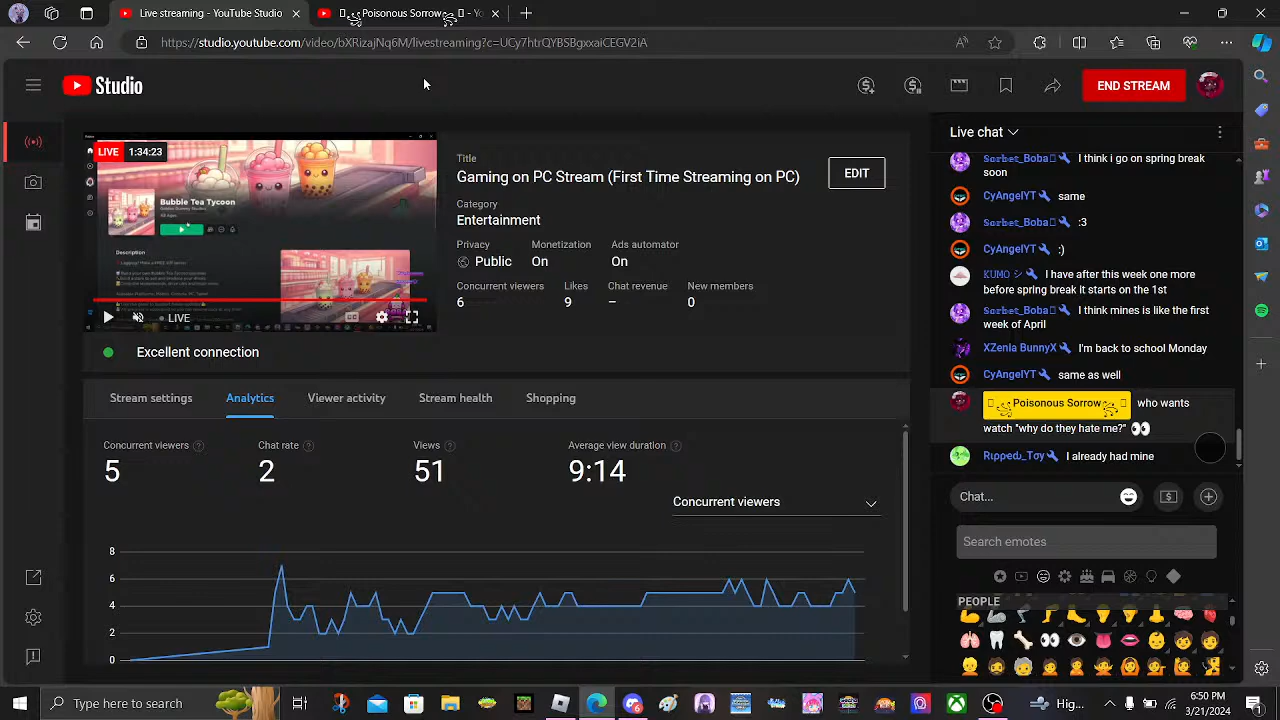 Live streaming - YouTube Studio
Poisonous Sorrow
https://studio.youtube.com/video/bXRizajNq6M/livestreaming?c=UCy7htrOYBSBgxxaiCEGV2iA
Studio
END STREAM
LIVE 1:34:23
Bubble Tea Tycoon
Description
LIVE
Excellent connection
Title
Gaming on PC Stream (First Time Streaming on PC)
EDIT
Category
Entertainment
Privacy Monetization Ads automator
Public On On
viewers New members
6 9 – 0
Stream settings Analytics Viewer activity Stream health Shopping
Concurrent viewers Chat rate Views Average view duration
5 2 51 9:14
Concurrent viewers
8
6
4
2
0
Live chat
Sorbet_Boba I think i go on spring break
soon
CyAngelYT same
Sorbet_Boba :3
CyAngelYT :)
KUMO シ I have after this week one more
before spring it starts on the 1st
Sorbet_Boba I think mines is like the first
week of April
XZenIa BunnyX I'm back to school Monday
CyAngelYT same as well
Poisonous Sorrow who wants
watch "why do they hate me?"
Rippedu_Toy I already had mine
Chat...
Search emotes
PEOPLE
Type here to search
Hig...
6:50 PM
3/21/2024